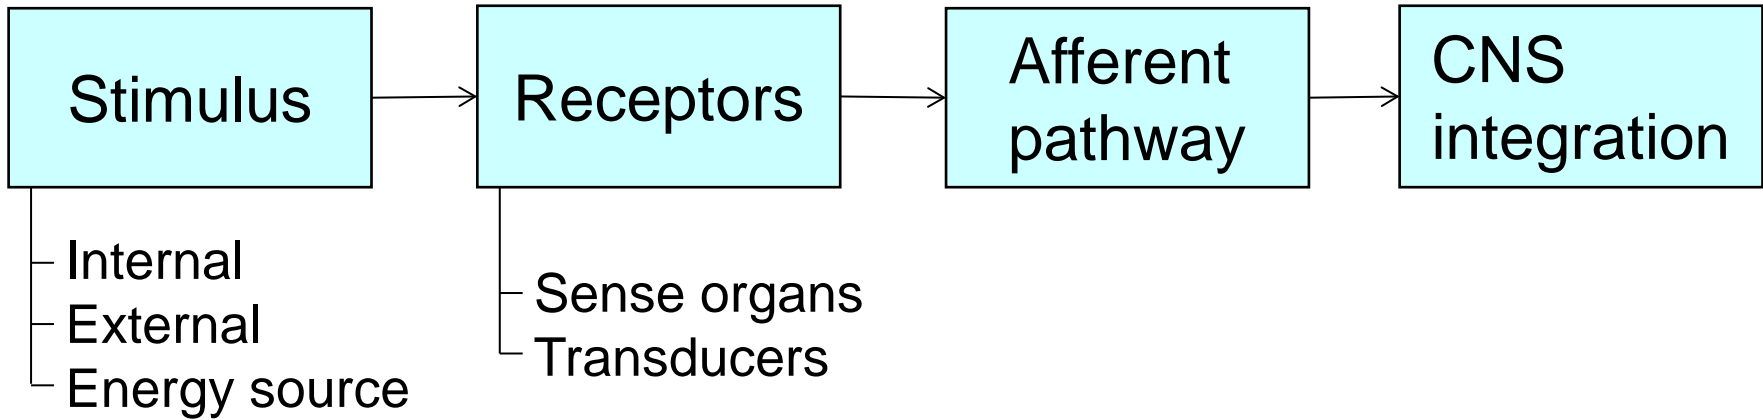 Stimulus
Receptors
Afferent
pathway
CNS
integration
Internal
External
Energy source
Sense organs
Transducers